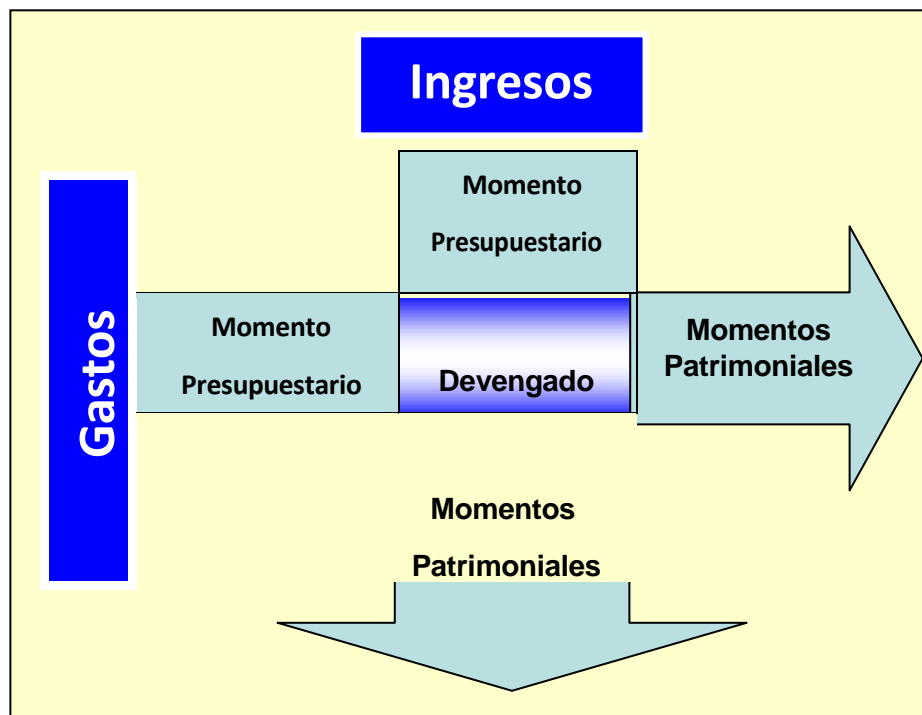 Ingresos
Momento
Presupuestario
Gastos
Momento
Presupuestario
Devengado
Momentos
Patrimoniales
Momentos
Patrimoniales